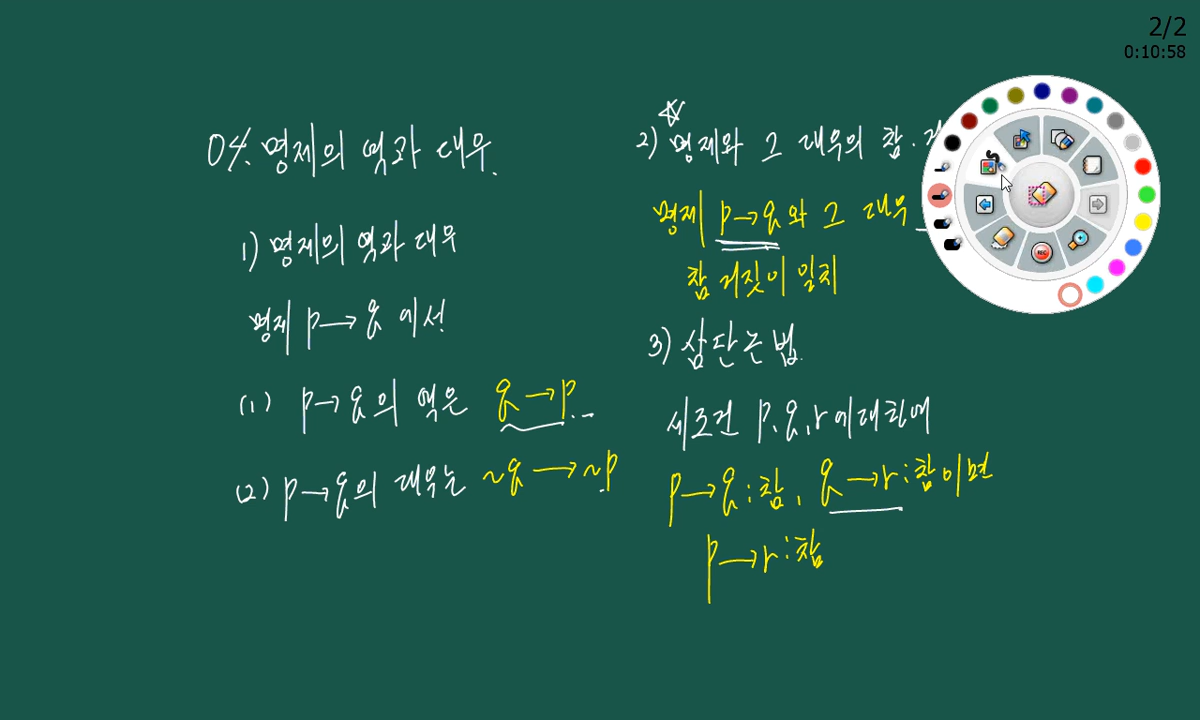 2/2
0:10:58
04. 명제의 역과 대우.
1) 명제의 역과 대우
명제 p→q 에서
(1) p→q의 역은 q→p.
(2) p→q의 대우는 ~q→~p
2) 명제와 그 대우의 참.
명제 p→q와 그 대우
참 거짓이 일치
3) 삼단논법.
세조건 p, q, r에대하여
p→q:참, q→r:참이면
p→r:참
REC